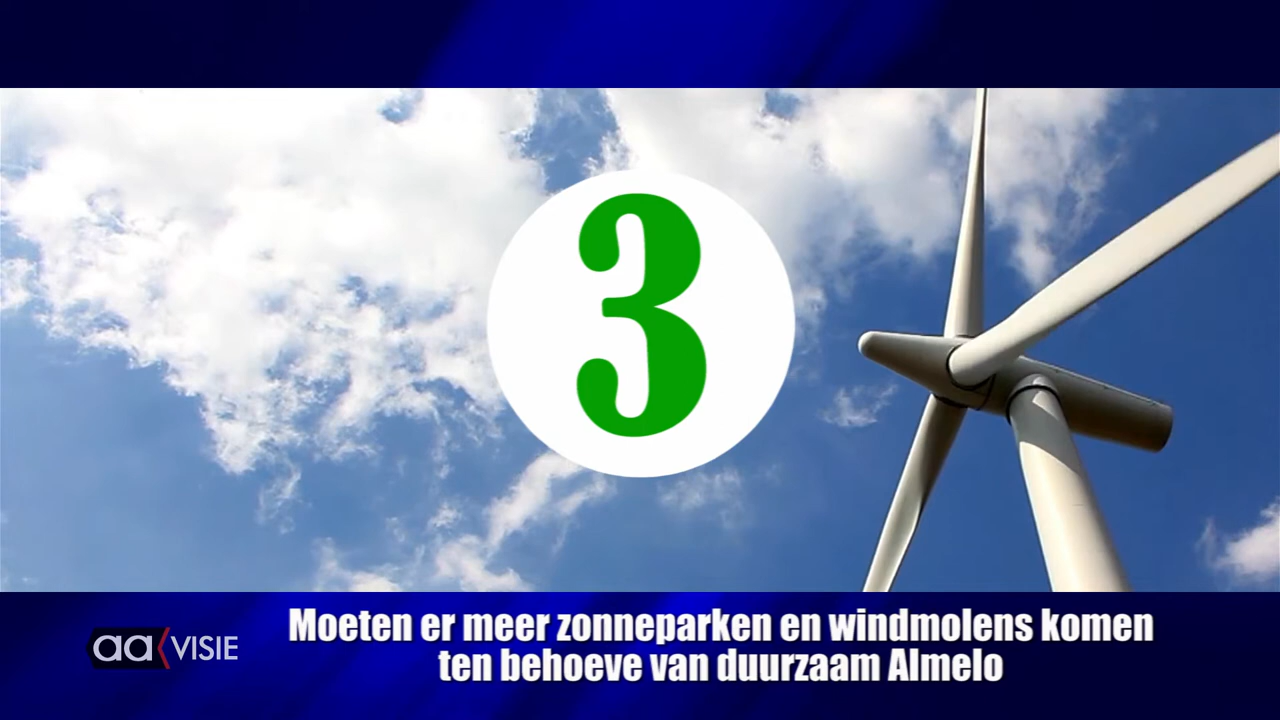 3
Moeten er meer zonneparken en windmolens komen
ten behoeve van duurzaam Almelo
aa VISIE